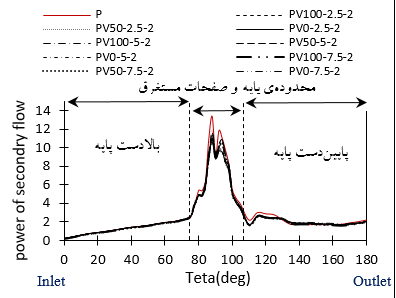 P PV100-2.5-2
PV50-2.5-2 PV0-2.5-2
PV100-5-2 PV50-5-2
PV0-5-2 PV100-7.5-2
PV50-7.5-2 PV0-7.5-2
محدوده‌ی پایه و صفحات مستغرق
بالادست پایه
پایین‌دست پایه
power of secondry flow
14
12
10
8
6
4
2
0
0 20 40 60 80 100 120 140 160 180
Inlet Teta(deg) Outlet